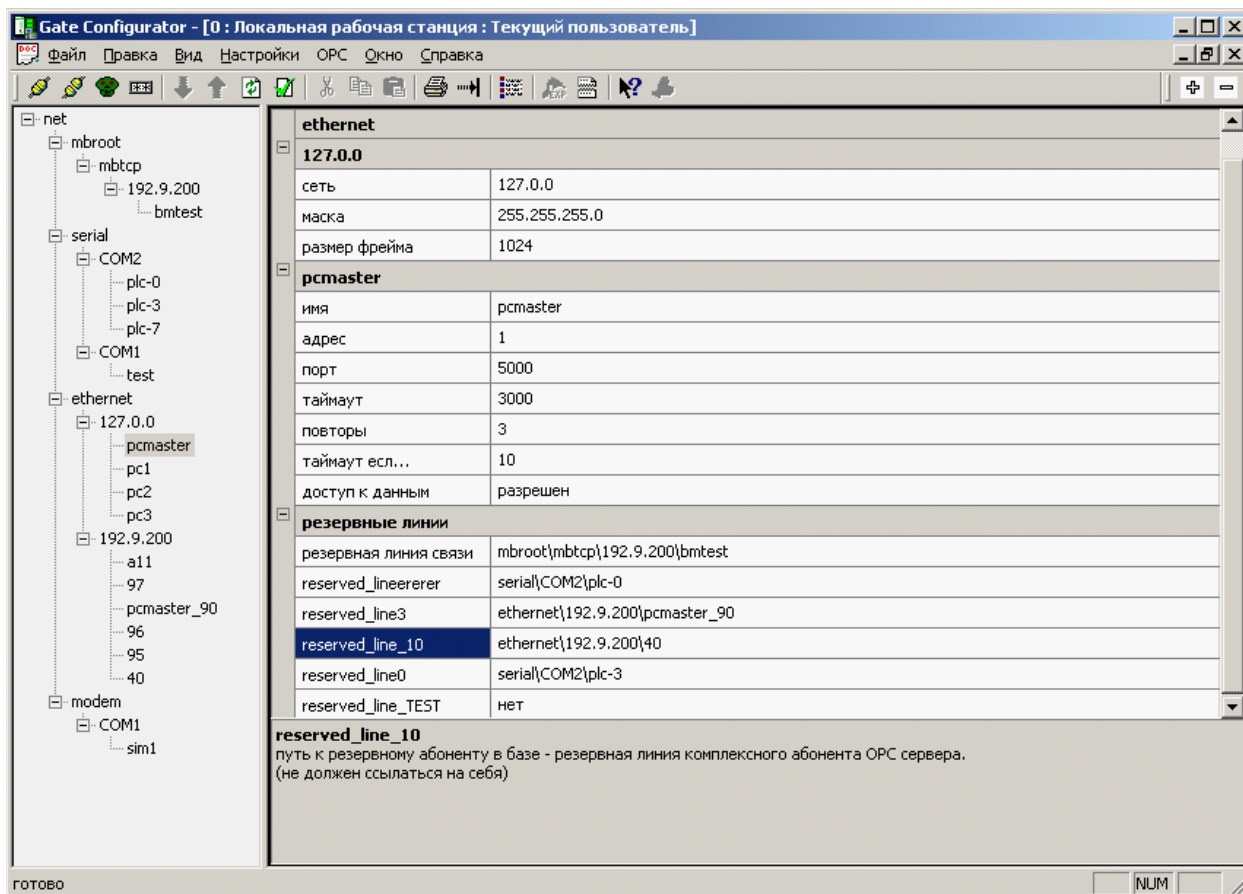 Gate Configurator - [0 : Локальная рабочая станция : Текущий пользователь]
Файл Правка Вид Настройки OPC Окно Справка
net
mbroot
mbtcp
192.9.200
bmtest
serial
COM2
plc-0
plc-3
plc-7
COM1
test
ethernet
127.0.0
pcmaster
pc1
pc2
pc3
192.9.200
a11
97
pcmaster_90
96
95
40
modem
COM1
sim1
ethernet
127.0.0
сеть 127.0.0
маска 255.255.255.0
размер фрейма 1024
pcmaster
имя pcmaster
адрес 1
порт 5000
таймаут 3000
повторы 3
таймаут есл... 10
доступ к данным разрешен
резервные линии
резервная линия связи mbroot\mbtcp\192.9.200\bmtest
reserved_lineererer serial\COM2\plc-0
reserved_line3 ethernet\192.9.200\pcmaster_90
reserved_line_10 ethernet\192.9.200\40
reserved_line0 serial\COM2\plc-3
reserved_line_TEST нет
reserved_line_10
путь к резервному абоненту в базе - резервная линия комплексного абонента OPC сервера.
(не должен ссылаться на себя)
готово NUM